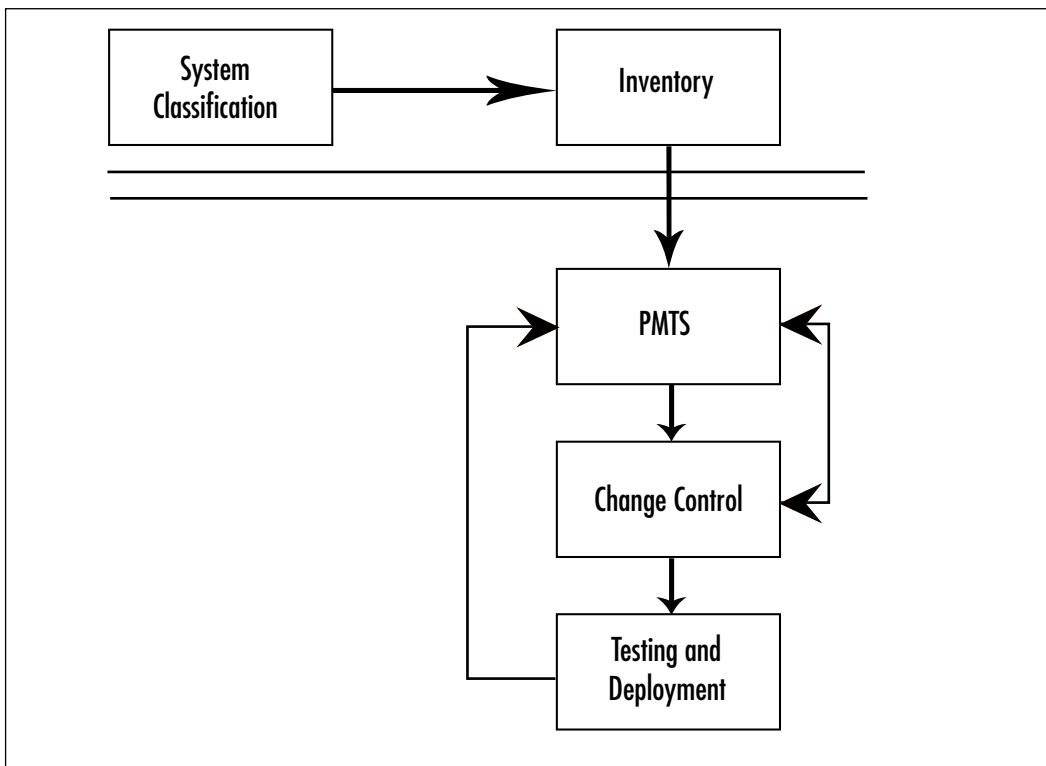 System
Classification
Inventory
PMTS
Change Control
Testing and
Deployment